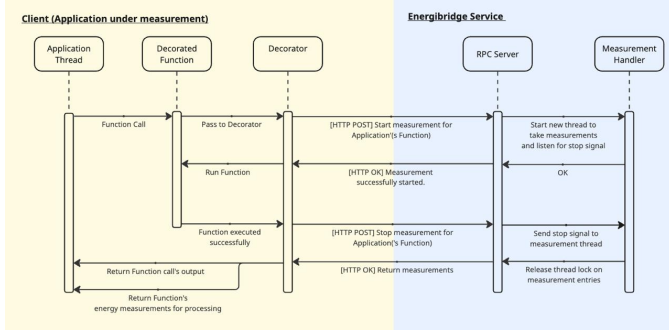 Client (Application under measurement)
Energibridge Service
Application
Thread
Decorated
Function
Decorator
RPC Server
Measurement
Handler
Function Call
Pass to Decorator
[HTTP POST] Start measurement for
Application'(s Function)
Start new thread to
take measurements
and listen for stop signal
Run Function
[HTTP OK] Measurement
successfully started.
OK
Function executed
successfully
[HTTP POST] Stop measurement for
Application('s Function)
Send stop signal to
measurement thread
Return Function call's output
[HTTP OK] Return measurements
Release thread lock on
measurement entries
Return Function's
energy measurements for processing